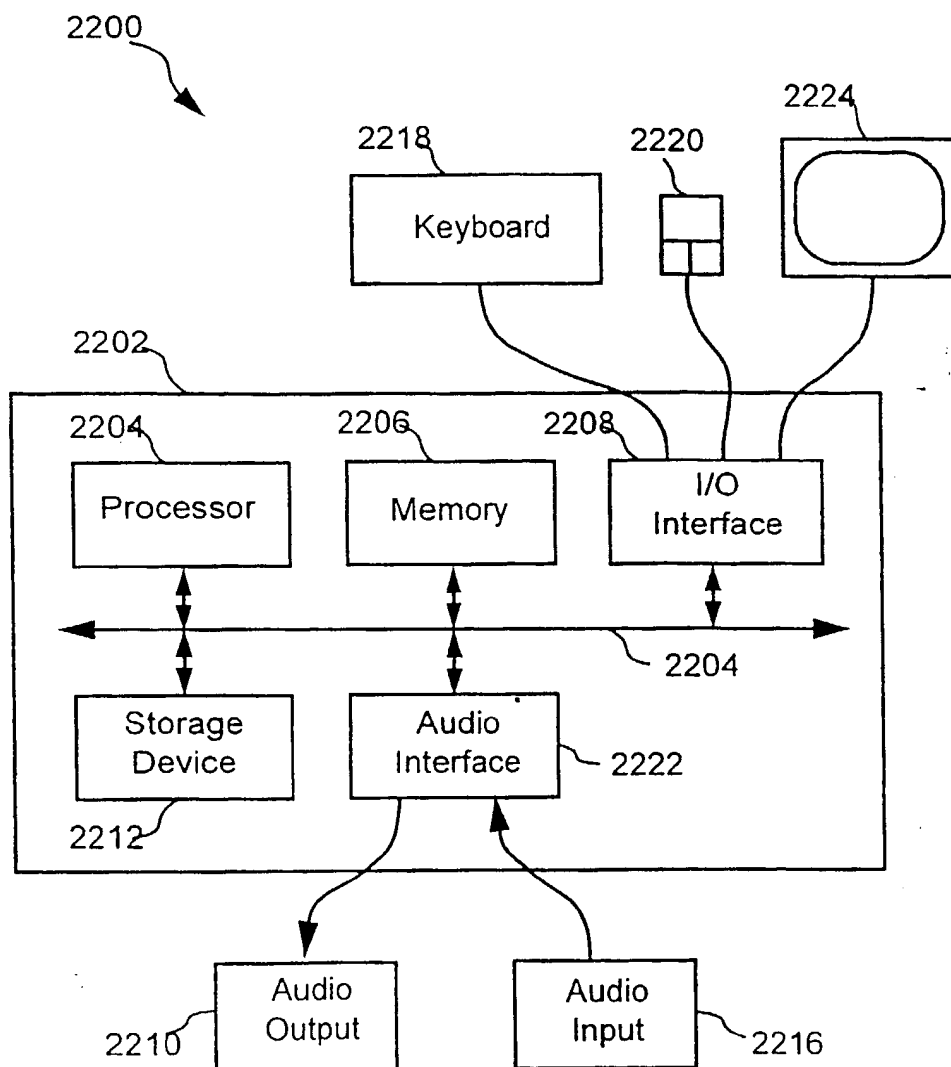 2200
2224
2218
2220
Keyboard
2202
2204
2206
2208
Processor
Memory
I/O
Interface
2204
Storage
Device
Audio
Interface
2222
2212
Audio
Output
Audio
Input
2210
2216